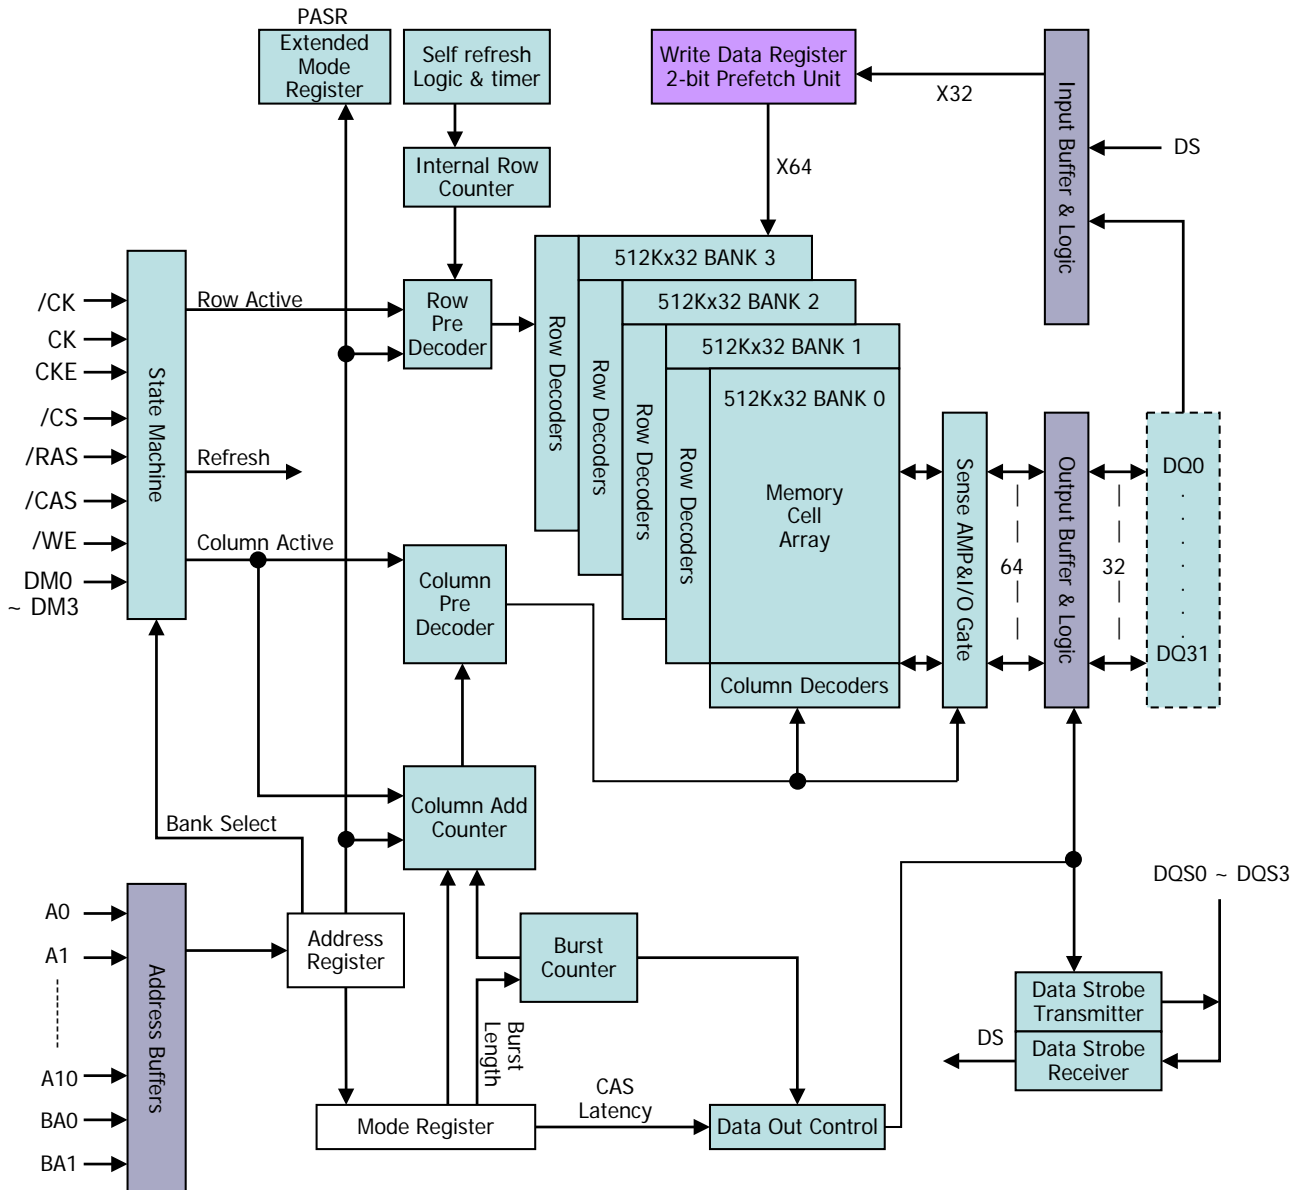 PASR
Extended
Mode
Register
Self refresh
Logic & timer
Write Data Register
2-bit Prefetch Unit
X32
Input Buffer & Logic
DS
Internal Row
Counter
X64
512Kx32 BANK 3
512Kx32 BANK 2
512Kx32 BANK 1
512Kx32 BANK 0
Row Decoders
Row Decoders
Row Decoders
Row Decoders
Memory
Cell
Array
Column Decoders
/CK
CK
CKE
/CS
/RAS
/CAS
/WE
DM0
~ DM3
State Machine
Row Active
Refresh
Column Active
Row
Pre
Decoder
Column
Pre
Decoder
Sense AMP&I/O Gate
64
Output Buffer & Logic
32
DQ0
DQ31
Bank Select
Column Add
Counter
A0
A1
A10
BA0
BA1
Address Buffers
Address
Register
Burst
Counter
Burst
Length
Mode Register
CAS
Latency
Data Out Control
DQS0 ~ DQS3
Data Strobe
Transmitter
DS
Data Strobe
Receiver